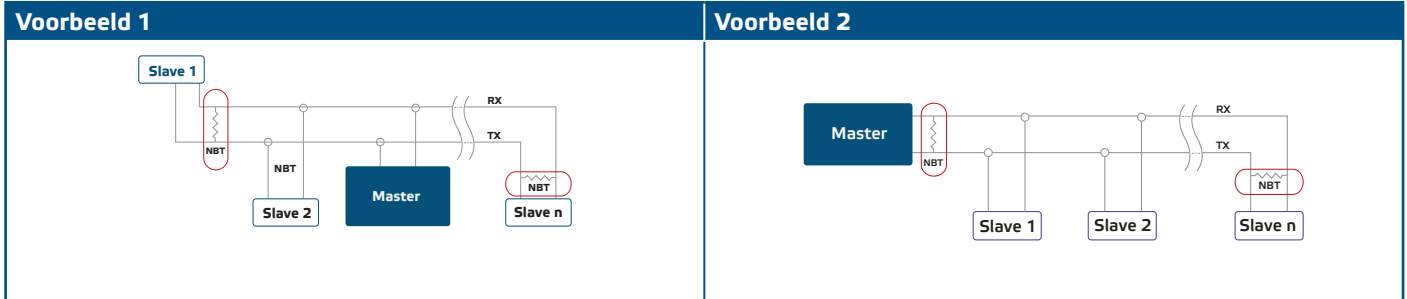 Voorbeeld 1
Slave 1
RX
TX
NBT
NBT
NBT
Master
Slave 2
Slave n
Voorbeeld 2
RX
Master
TX
NBT
NBT
Slave 1
Slave 2
Slave n